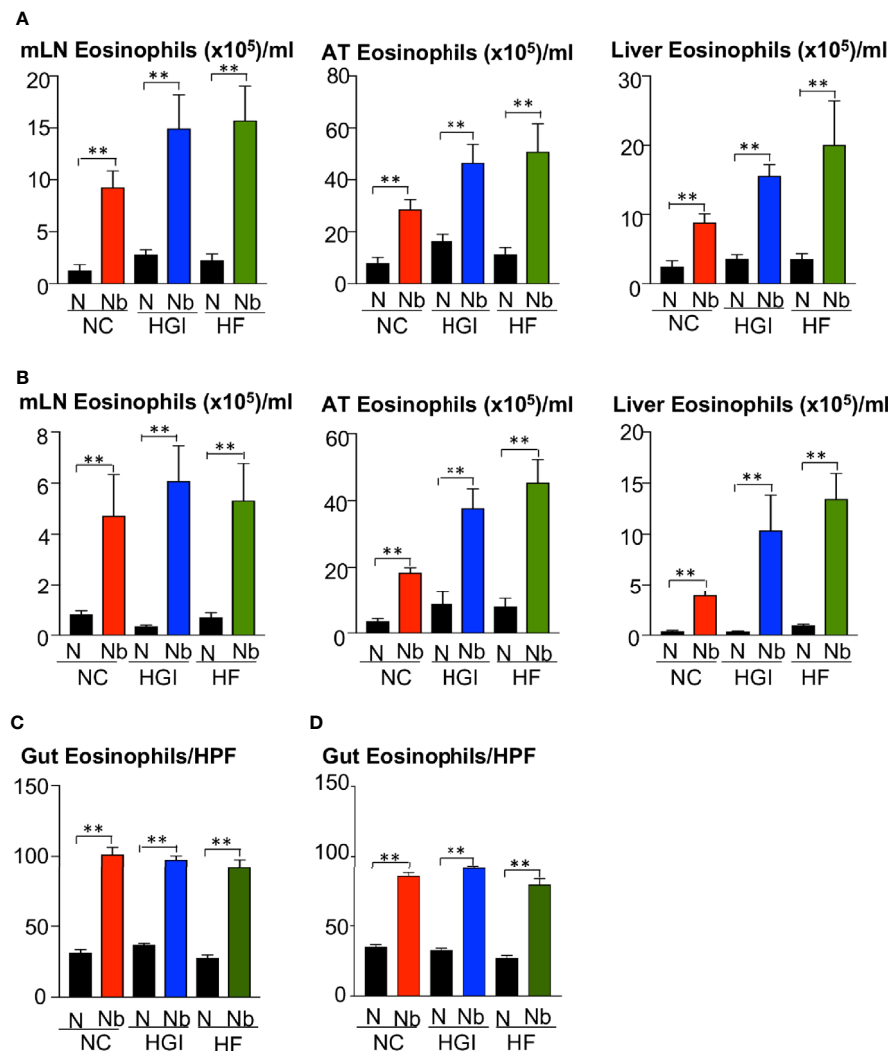 A
mLN Eosinophils (x10⁵)/ml
AT Eosinophils (x10⁵)/ml
Liver Eosinophils (x10⁵)/ml
20
15
10
5
0
**
**
**
N Nb N Nb N Nb
NC HGI HF
80
60
40
20
0
**
**
**
N Nb N Nb N Nb
NC HGI HF
30
20
10
0
**
**
**
N Nb N Nb N Nb
NC HGI HF
B
mLN Eosinophils (x10⁵)/ml
AT Eosinophils (x10⁵)/ml
Liver Eosinophils (x10⁵)/ml
8
6
4
2
0
**
**
**
N Nb N Nb N Nb
NC HGI HF
60
40
20
0
**
**
**
N Nb N Nb N Nb
NC HGI HF
20
15
10
5
0
**
**
**
N Nb N Nb N Nb
NC HGI HF
C
Gut Eosinophils/HPF
150
100
50
0
**
**
**
N Nb N Nb N Nb
NC HGI HF
D
Gut Eosinophils/HPF
150
100
50
0
**
**
**
N Nb N Nb N Nb
NC HGI HF